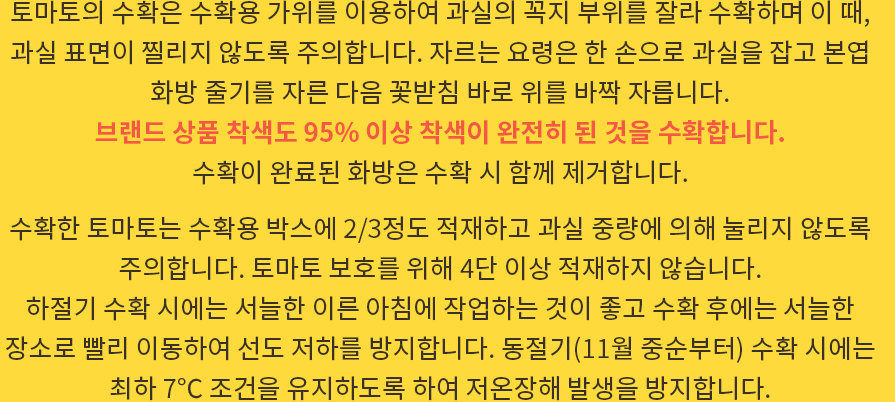 토마토의 수확은 수확용 가위를 이용하여 과실의 꼭지 부위를 잘라 수확하며 이 때,
과실 표면이 찔리지 않도록 주의합니다. 자르는 요령은 한 손으로 과실을 잡고 본엽
화방 줄기를 자른 다음 꽃받침 바로 위를 바짝 자릅니다.
브랜드 상품 착색도 95% 이상 착색이 완전히 된 것을 수확합니다.
수확이 완료된 화방은 수확 시 함께 제거합니다.
수확한 토마토는 수확용 박스에 2/3정도 적재하고 과실 중량에 의해 눌리지 않도록
주의합니다. 토마토 보호를 위해 4단 이상 적재하지 않습니다.
하절기 수확 시에는 서늘한 이른 아침에 작업하는 것이 좋고 수확 후에는 서늘한
장소로 빨리 이동하여 선도 저하를 방지합니다. 동절기(11월 중순부터) 수확 시에는
최하 7℃ 조건을 유지하도록 하여 저온장해 발생을 방지합니다.